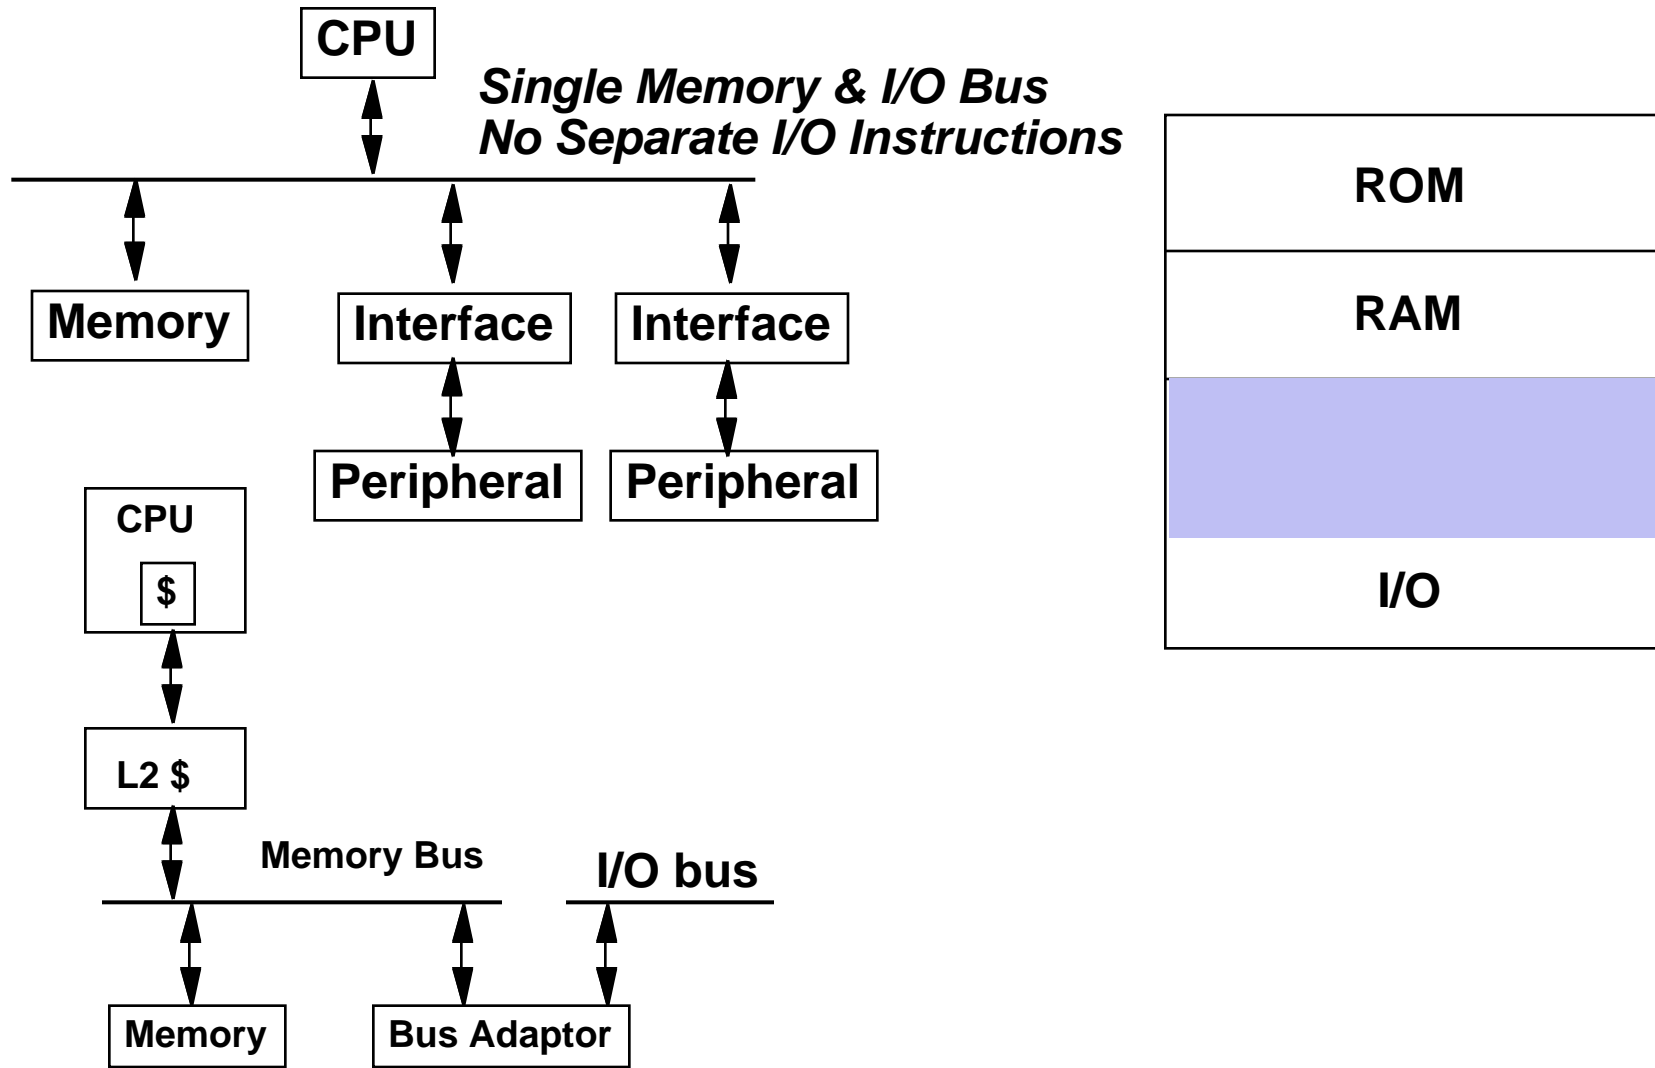 CPU
Single Memory & I/O Bus
No Separate I/O Instructions
Memory
Interface
Interface
Peripheral
Peripheral
ROM
RAM
I/O
CPU
$
L2 $
Memory Bus
I/O bus
Memory
Bus Adaptor